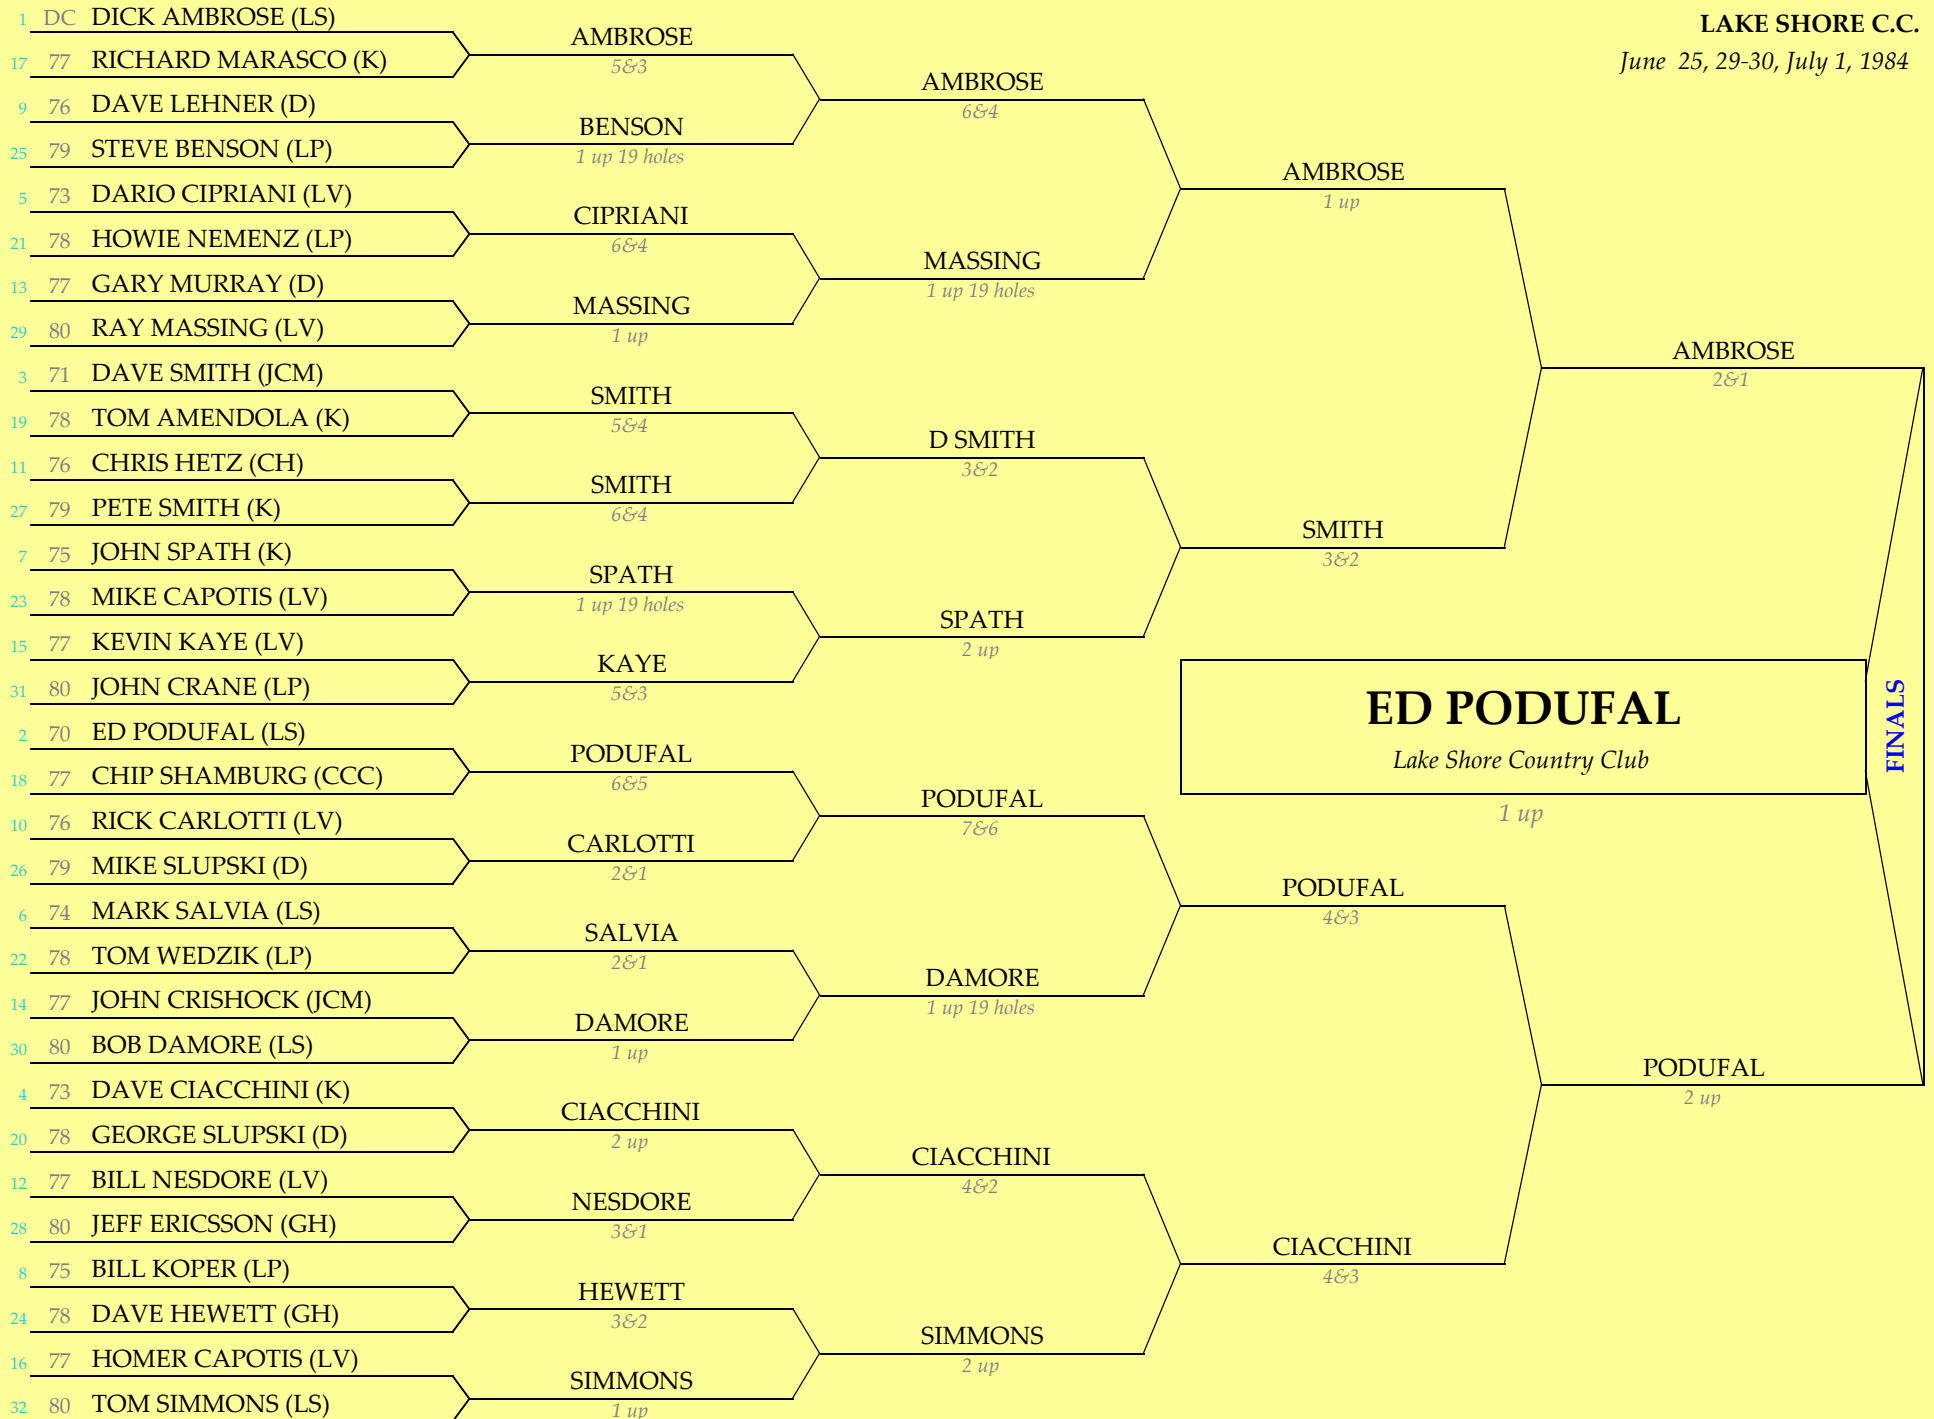 LAKE SHORE C.C.
June 25, 29-30, July 1, 1984
1 DC DICK AMBROSE (LS)
17 77 RICHARD MARASCO (K)
9 76 DAVE LEHNER (D)
25 79 STEVE BENSON (LP)
5 73 DARIO CIPRIANI (LV)
21 78 HOWIE NEMENZ (LP)
13 77 GARY MURRAY (D)
29 80 RAY MASSING (LV)
3 71 DAVE SMITH (JCM)
19 78 TOM AMENDOLA (K)
11 76 CHRIS HETZ (CH)
27 79 PETE SMITH (K)
7 75 JOHN SPATH (K)
23 78 MIKE CAPOTIS (LV)
15 77 KEVIN KAYE (LV)
31 80 JOHN CRANE (LP)
2 70 ED PODUFAL (LS)
18 77 CHIP SHAMBURG (CCC)
10 76 RICK CARLOTTI (LV)
26 79 MIKE SLUPSKI (D)
6 74 MARK SALVIA (LS)
22 78 TOM WEDZIK (LP)
14 77 JOHN CRISHOCK (JCM)
30 80 BOB DAMORE (LS)
4 73 DAVE CIACCHINI (K)
20 78 GEORGE SLUPSKI (D)
12 77 BILL NESDORE (LV)
28 80 JEFF ERICSSON (GH)
8 75 BILL KOPER (LP)
24 78 DAVE HEWETT (GH)
16 77 HOMER CAPOTIS (LV)
32 80 TOM SIMMONS (LS)
AMBROSE
5&3
BENSON
1 up 19 holes
CIPRIANI
6&4
MASSING
1 up
SMITH
5&4
SMITH
6&4
SPATH
1 up 19 holes
KAYE
5&3
PODUFAL
6&5
CARLOTTI
2&1
SALVIA
2&1
DAMORE
1 up
CIACCHINI
2 up
NESDORE
3&1
HEWETT
3&2
SIMMONS
1 up
AMBROSE
6&4
MASSING
1 up 19 holes
D SMITH
3&2
SPATH
2 up
PODUFAL
7&6
DAMORE
1 up 19 holes
CIACCHINI
4&2
SIMMONS
2 up
AMBROSE
1 up
SMITH
3&2
PODUFAL
4&3
CIACCHINI
4&3
AMBROSE
2&1
PODUFAL
2 up
FINALS
ED PODUFAL
Lake Shore Country Club
1 up